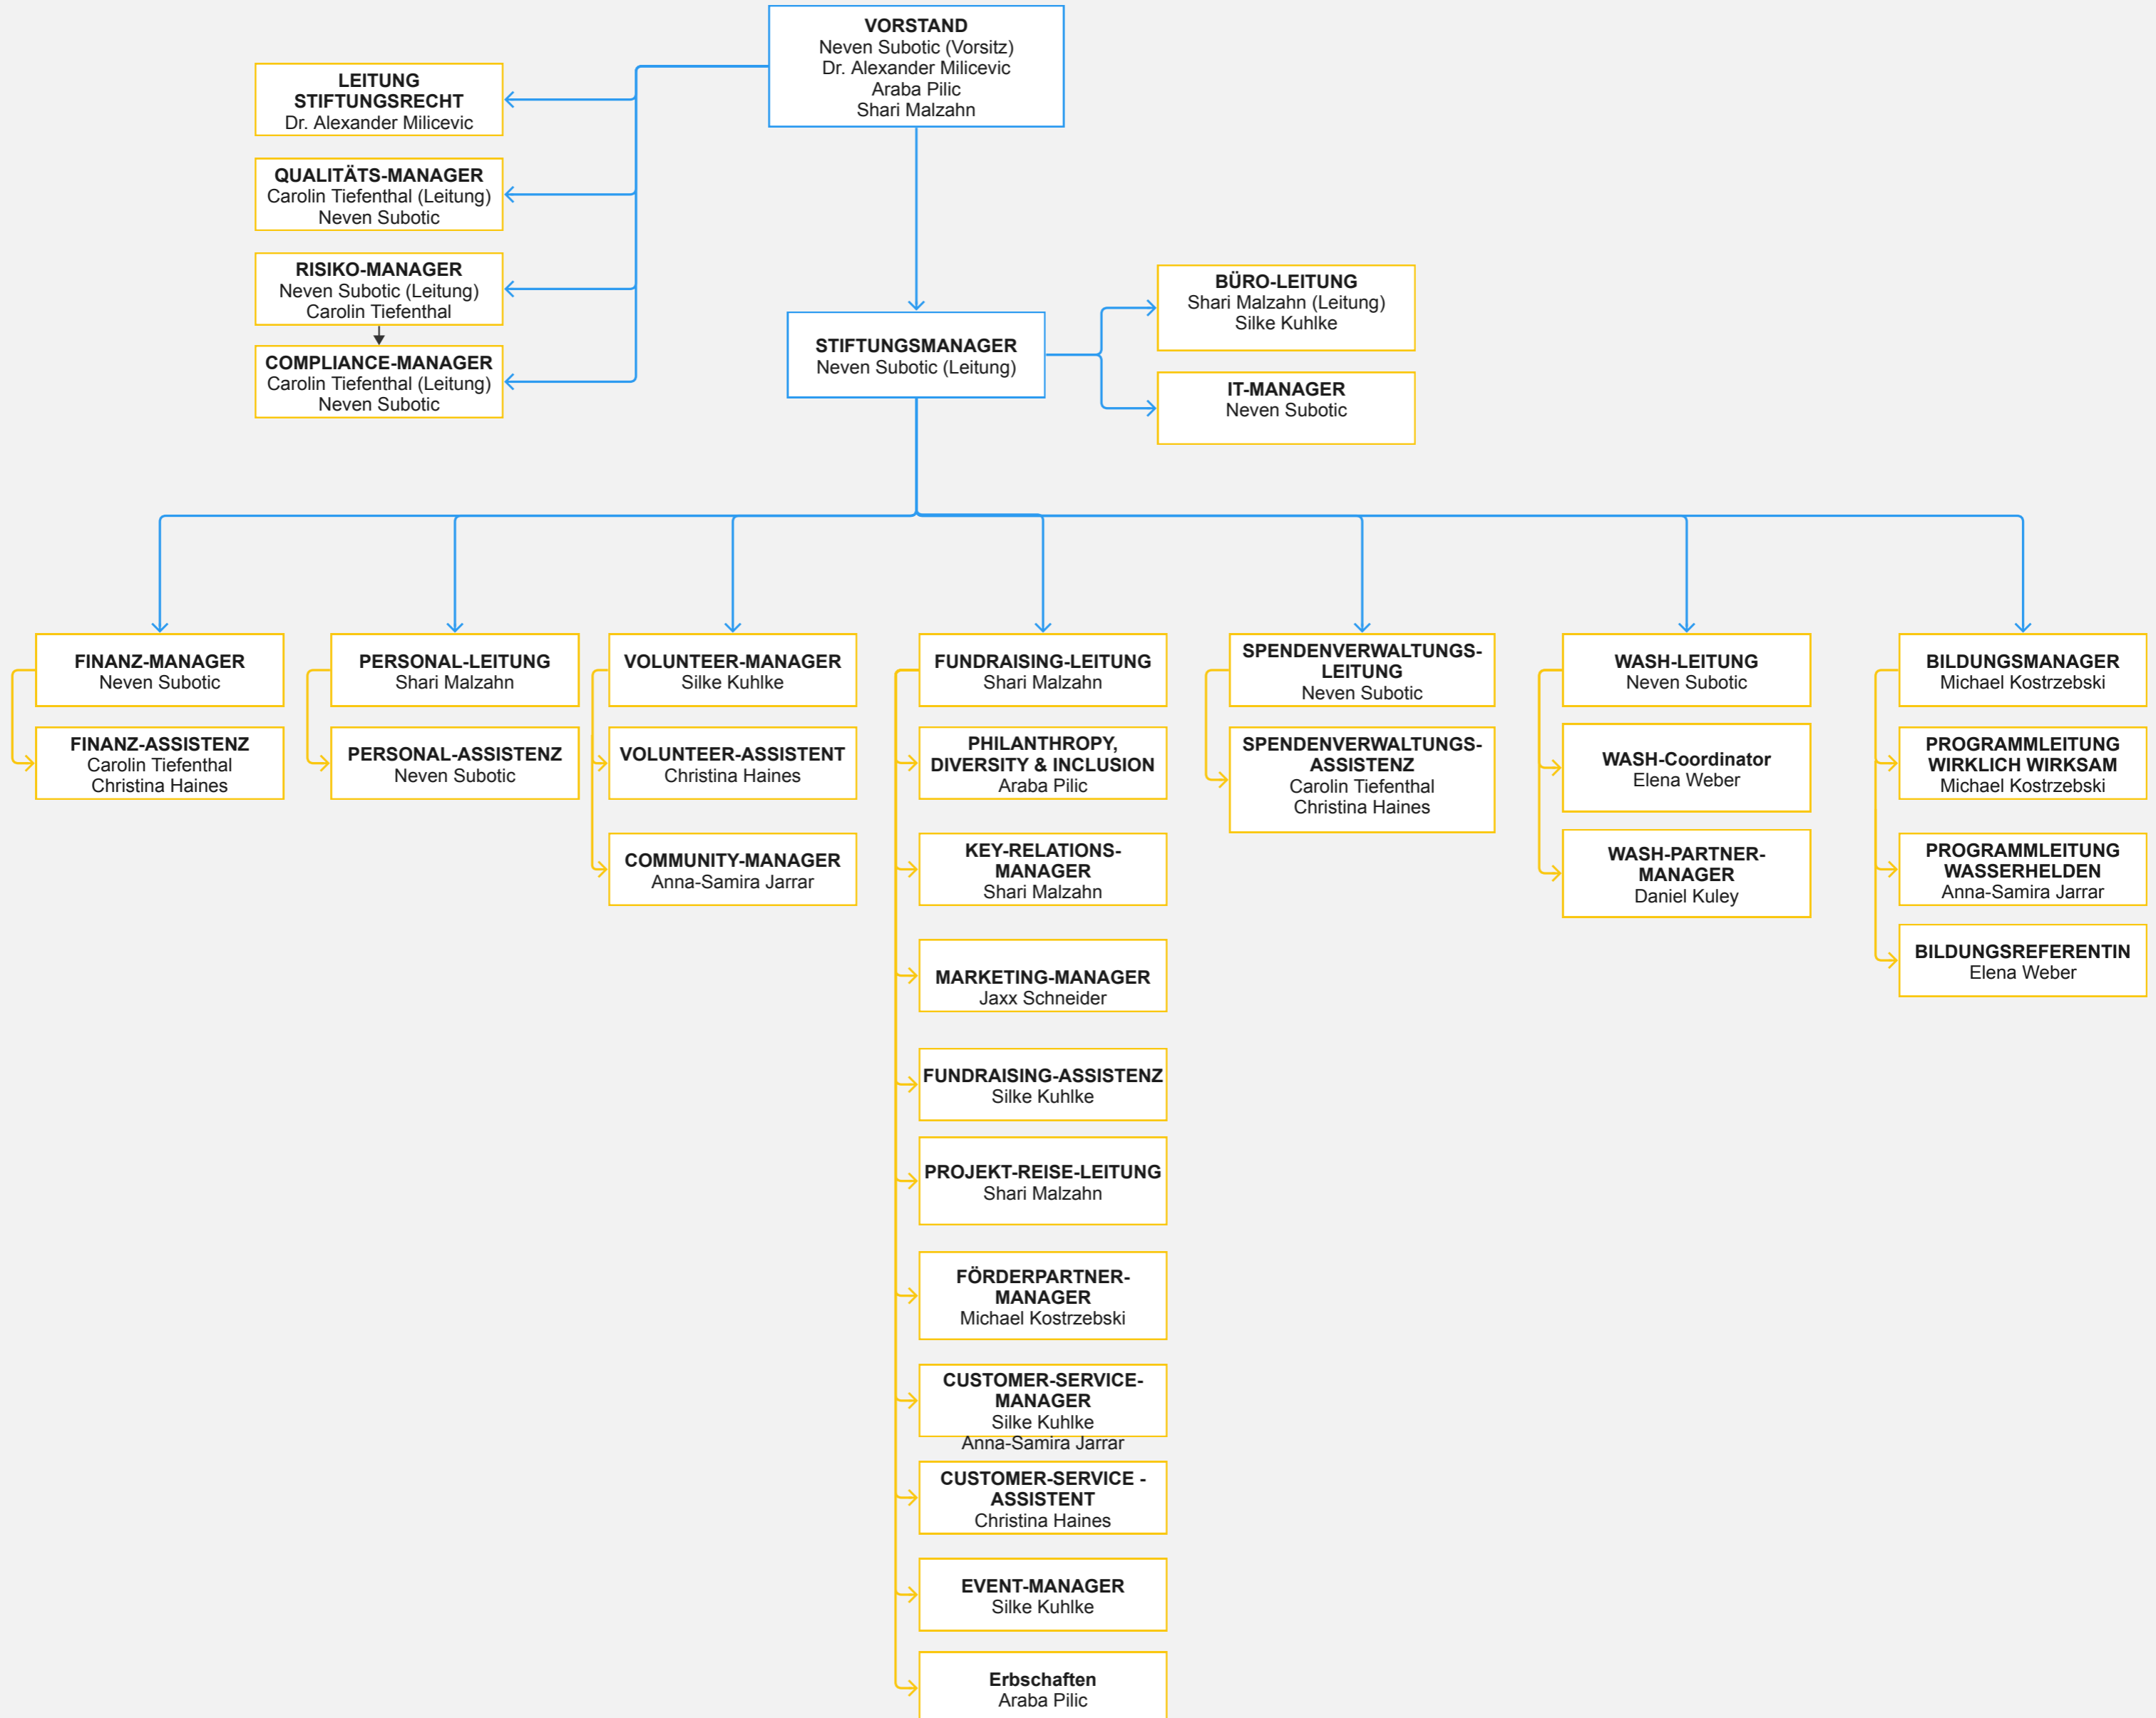 VORSTAND
Neven Subotic (Vorsitz)
Dr. Alexander Milicevic
Araba Pilic
Shari Malzahn
LEITUNG
STIFTUNGSRECHT
Dr. Alexander Milicevic
QUALITÄTS-MANAGER
Carolin Tiefenthal (Leitung)
Neven Subotic
RISIKO-MANAGER
Neven Subotic (Leitung)
Carolin Tiefenthal
COMPLIANCE-MANAGER
Carolin Tiefenthal (Leitung)
Neven Subotic
STIFTUNGSMANAGER
Neven Subotic (Leitung)
BÜRO-LEITUNG
Shari Malzahn (Leitung)
Silke Kuhlke
IT-MANAGER
Neven Subotic
FINANZ-MANAGER
Neven Subotic
FINANZ-ASSISTENZ
Carolin Tiefenthal
Christina Haines
PERSONAL-LEITUNG
Shari Malzahn
PERSONAL-ASSISTENZ
Neven Subotic
VOLUNTEER-MANAGER
Silke Kuhlke
VOLUNTEER-ASSISTENT
Christina Haines
COMMUNITY-MANAGER
Anna-Samira Jarrar
FUNDRAISING-LEITUNG
Shari Malzahn
PHILANTHROPY,
DIVERSITY & INCLUSION
Araba Pilic
KEY-RELATIONS-
MANAGER
Shari Malzahn
MARKETING-MANAGER
Jaxx Schneider
FUNDRAISING-ASSISTENZ
Silke Kuhlke
PROJEKT-REISE-LEITUNG
Shari Malzahn
FÖRDERPARTNER-
MANAGER
Michael Kostrzebski
CUSTOMER-SERVICE-
MANAGER
Silke Kuhlke
Anna-Samira Jarrar
CUSTOMER-SERVICE -
ASSISTENT
Christina Haines
EVENT-MANAGER
Silke Kuhlke
Erbschaften
Araba Pilic
SPENDENVERWALTUNGS-
LEITUNG
Neven Subotic
SPENDENVERWALTUNGS-
ASSISTENZ
Carolin Tiefenthal
Christina Haines
WASH-LEITUNG
Neven Subotic
WASH-Coordinator
Elena Weber
WASH-PARTNER-
MANAGER
Daniel Kuley
BILDUNGSMANAGER
Michael Kostrzebski
PROGRAMMLEITUNG
WIRKLICH WIRKSAM
Michael Kostrzebski
PROGRAMMLEITUNG
WASSERHELDEN
Anna-Samira Jarrar
BILDUNGSREFERENTIN
Elena Weber